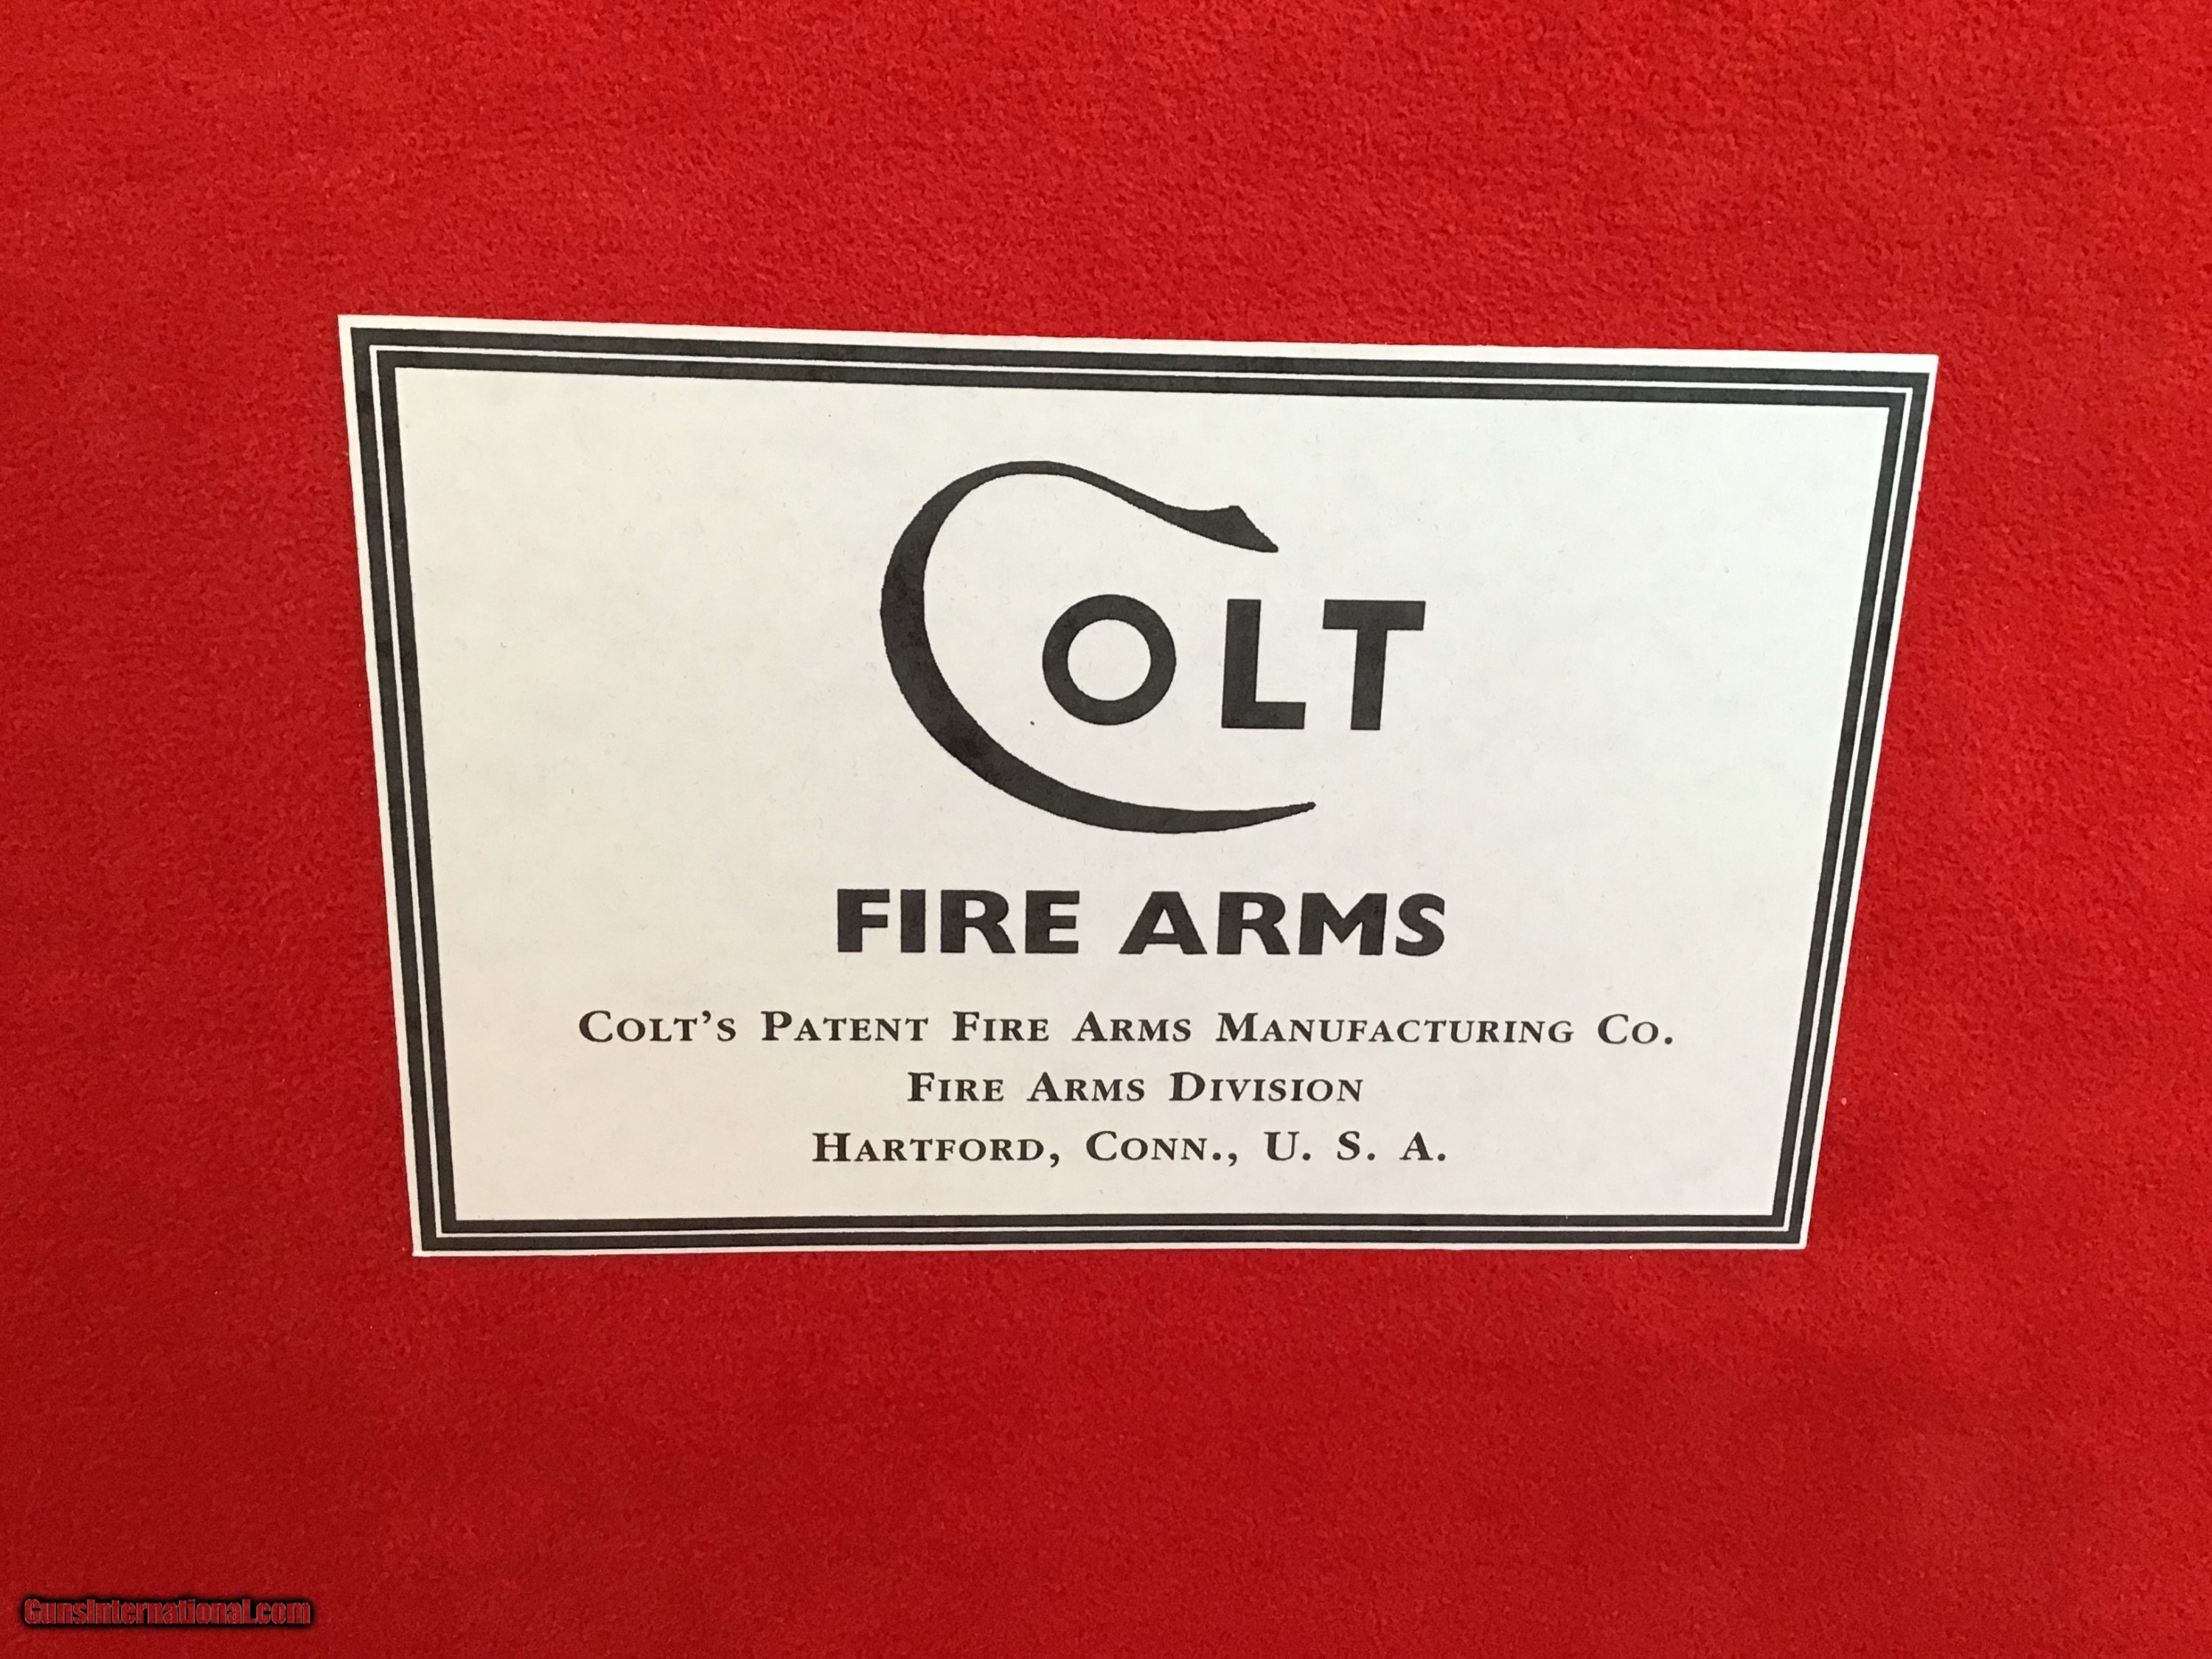 COLT
FIRE ARMS
COLT'S PATENT FIRE ARMS MANUFACTURING CO.
FIRE ARMS DIVISION
HARTFORD, CONN., U. S. A.
GunsInternational.com